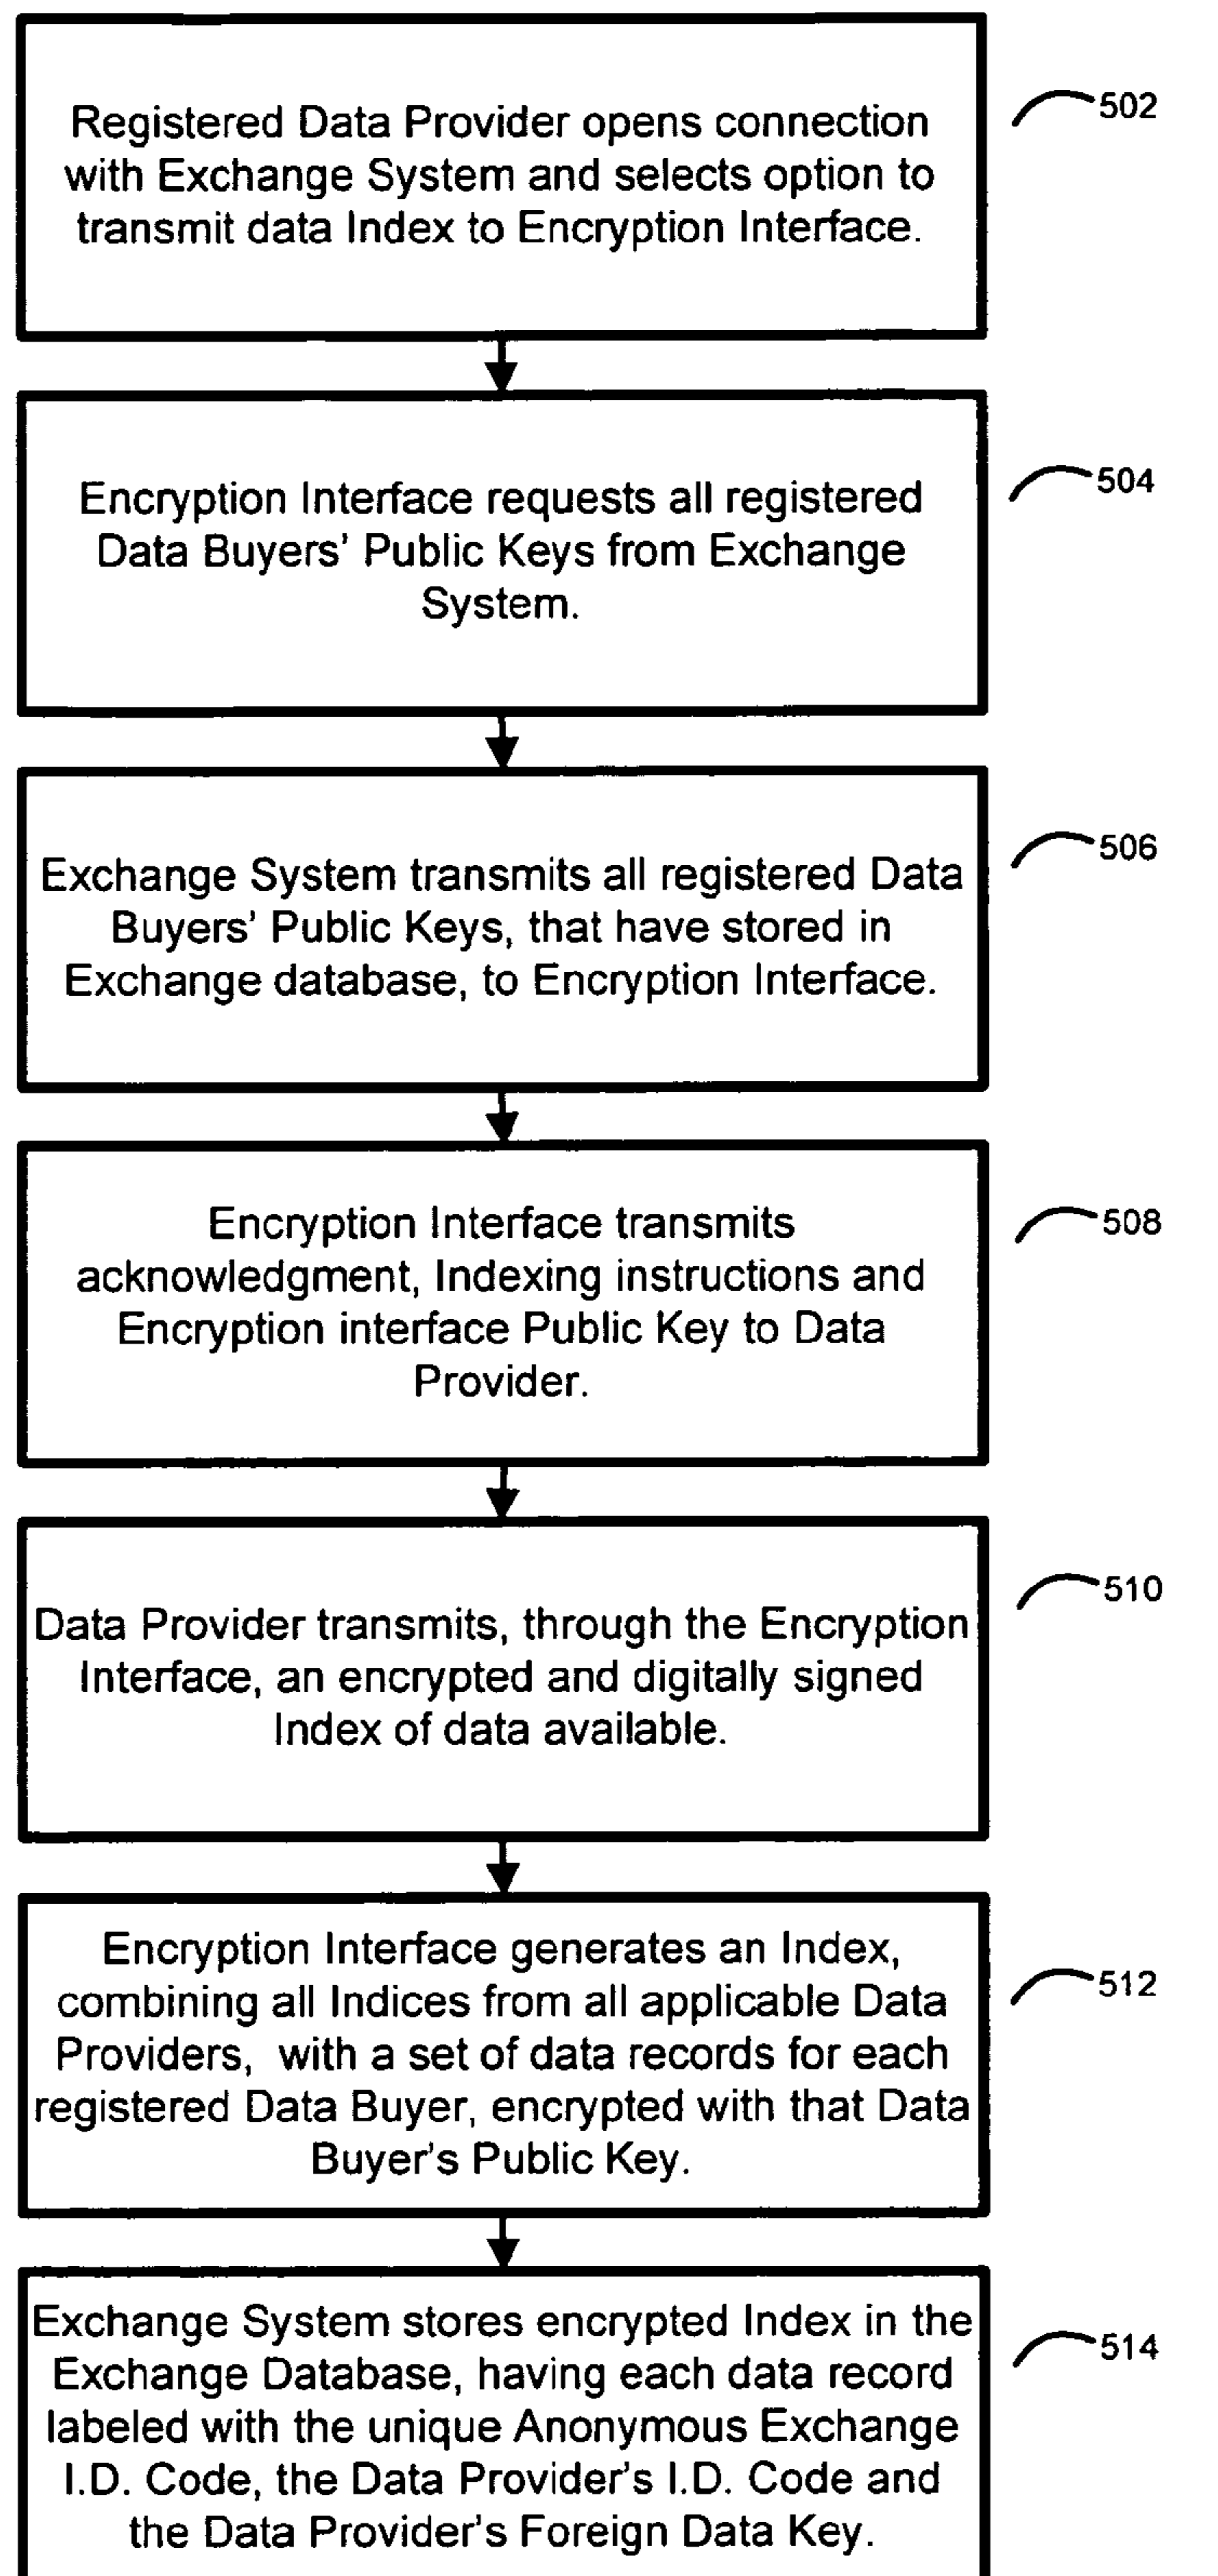 Registered Data Provider opens connection
with Exchange System and selects option to
transmit data Index to Encryption Interface.
502
Encryption Interface requests all registered
Data Buyers' Public Keys from Exchange
System.
504
Exchange System transmits all registered Data
Buyers' Public Keys, that have stored in
Exchange database, to Encryption Interface.
506
Encryption Interface transmits
acknowledgment, Indexing instructions and
Encryption interface Public Key to Data
Provider.
508
Data Provider transmits, through the Encryption
Interface, an encrypted and digitally signed
Index of data available.
510
Encryption Interface generates an Index,
combining all Indices from all applicable Data
Providers, with a set of data records for each
registered Data Buyer, encrypted with that Data
Buyer's Public Key.
512
Exchange System stores encrypted Index in the
Exchange Database, having each data record
labeled with the unique Anonymous Exchange
I.D. Code, the Data Provider's I.D. Code and
the Data Provider's Foreign Data Key.
514